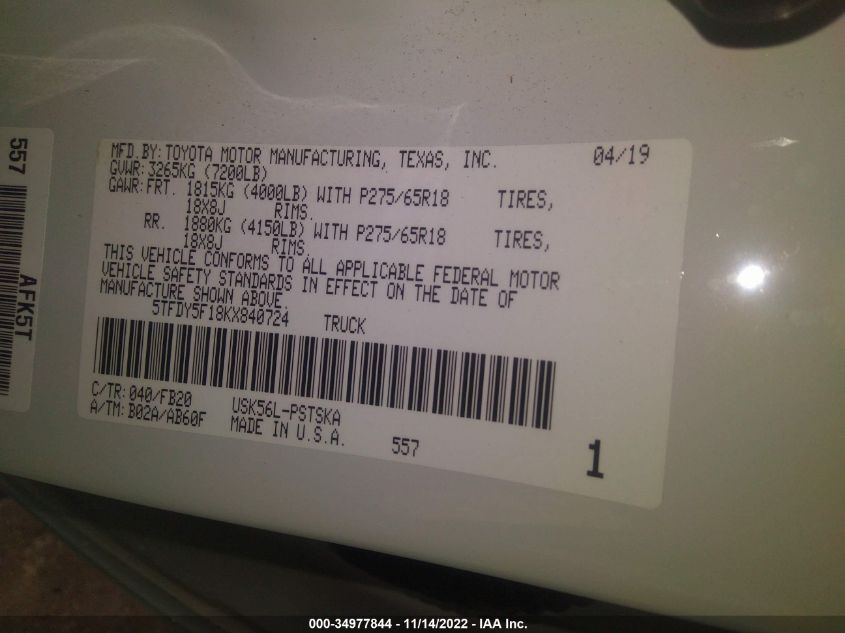 MFD.BY:TOYOTA MOTOR MANUFACTURING, TEXAS, INC. 04/19
GVWR:3265KG (7200LB)
GAWR:FRT. 1815KG (4000LB) WITH P275/65R18 TIRES,
18X8J RIMS.
RR. 1880KG (4150LB) WITH P275/65R18 TIRES,
18X8J RIMS.
THIS VEHICLE CONFORMS TO ALL APPLICABLE FEDERAL MOTOR
VEHICLE SAFETY STANDARDS IN EFFECT ON THE DATE OF
MANUFACTURE SHOWN ABOVE
5TFDY5F18KX840724 TRUCK
C/TR:040/FB20 USK56L-PSTSKA
A/TM:B02A/AB60F MADE IN U.S.A. 557 1
557 AFK5T
000-34977844 - 11/14/2022 - IAA Inc.